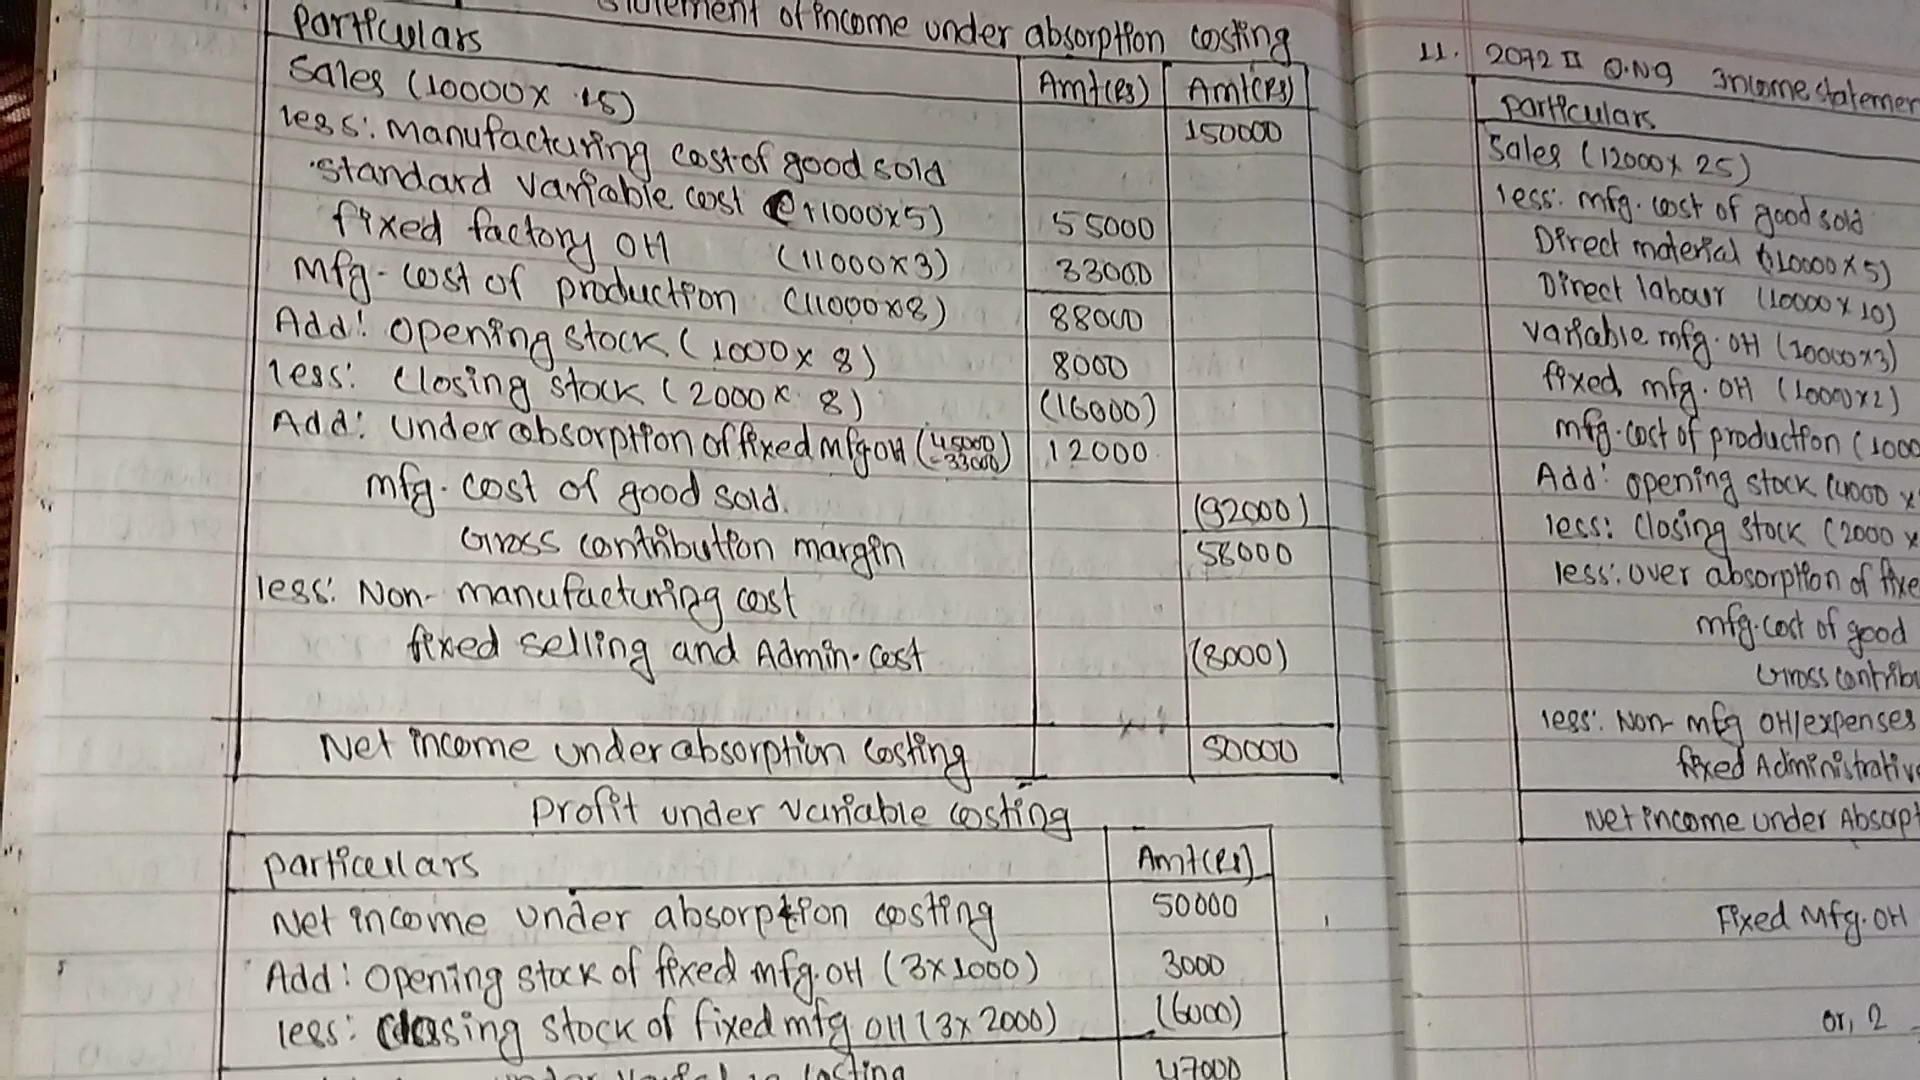 Statement of income under absorption costing
Particulars Amt(Rs) Amt(Rs)
Sales (10000 x 15) 150000
less: Manufacturing cost of good sold
standard variable cost (11000x5) 55000
fixed factory OH (11000x3) 33000
Mfg. cost of production (11000x8) 88000
Add: Opening stock (1000 x 8) 8000
less: closing stock (2000 x 8) (16000)
Add: Under absorption of fixed mfg OH (45000 - 33000) 12000
mfg. cost of good sold. (92000)
Gross contribution margin 58000
less: Non-manufacturing cost
fixed selling and Admin. cost (8000)
Net income under absorption costing 50000
profit under variable costing
particulars Amt(Rs)
Net income under absorption costing 50000
Add: Opening stock of fixed mfg. OH (3x1000) 3000
less: closing stock of fixed mfg OH (3x2000) (6000)
costing 47000
11. 2072 II Q.N9 Income statemen
particulars
Sales (12000 x 25)
less: mfg. cost of good sold
Direct material (10000 x 5)
Direct labour (10000 x 10)
variable mfg. OH (10000x3)
fixed mfg. OH (10000x2)
mfg. cost of production (1000
Add: opening stock (4000 x
less: Closing stock (2000 x
less: over absorption of fixe
mfg. cost of good
Gross contribu
less: Non-mfg OH/expenses
fixed Administrative
Net income under Absorpt
Fixed Mfg. OH
or, 2